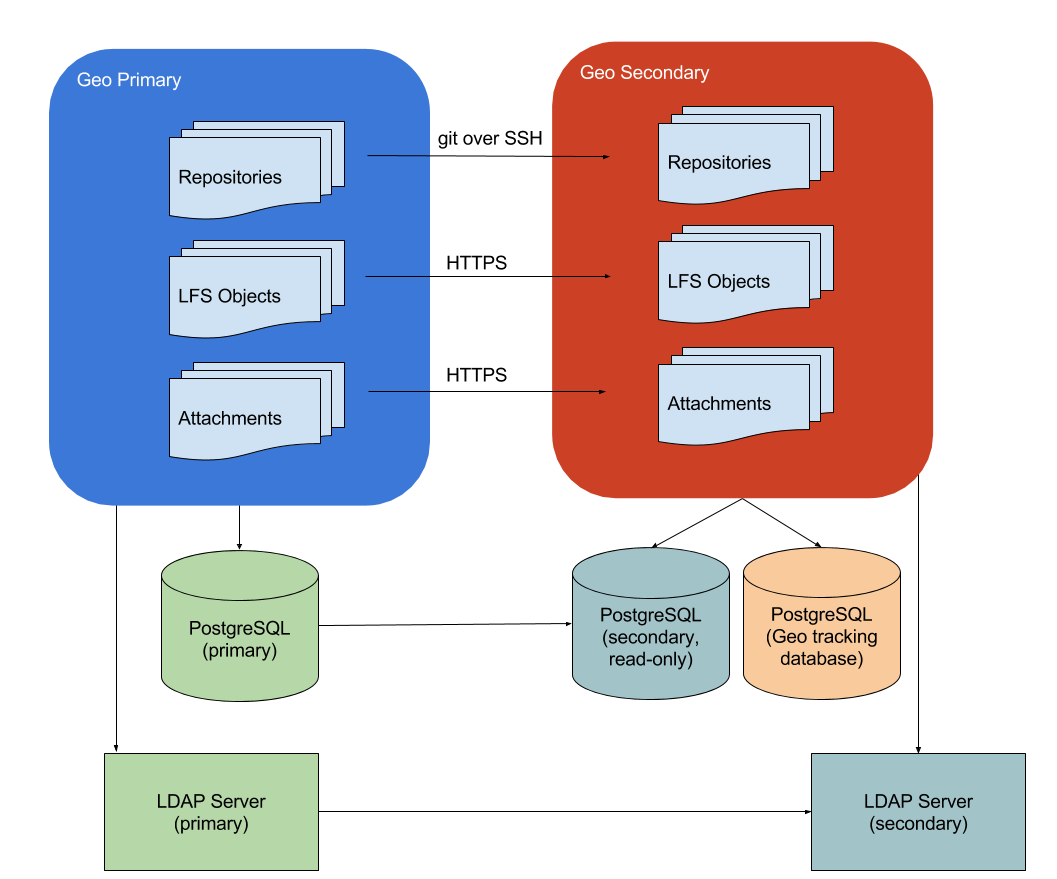 Geo Primary
Geo Secondary
git over SSH
Repositories
Repositories
HTTPS
LFS Objects
LFS Objects
HTTPS
Attachments
Attachments
PostgreSQL
(primary)
PostgreSQL
(secondary,
read-only)
PostgreSQL
(Geo tracking
database)
LDAP Server
(primary)
LDAP Server
(secondary)